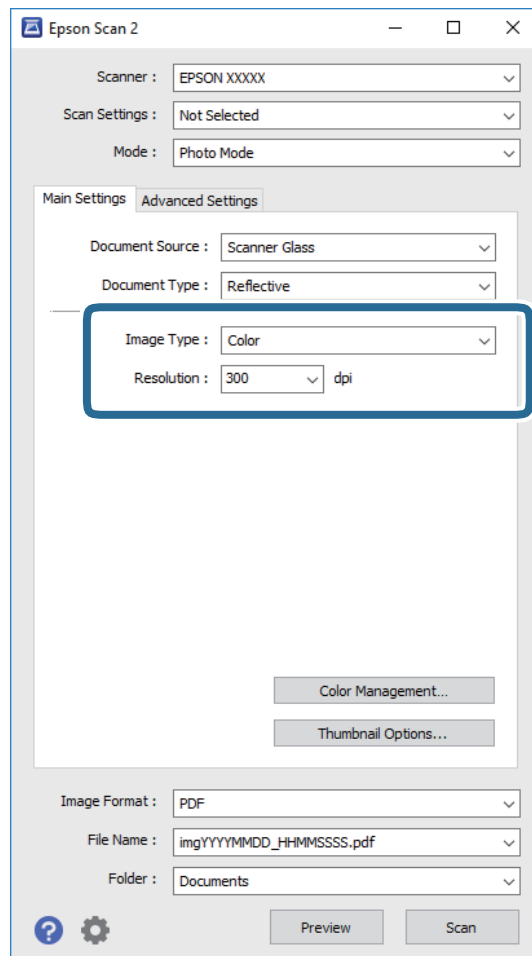 Epson Scan 2
Scanner : EPSON XXXXX
Scan Settings : Not Selected
Mode : Photo Mode
Main Settings Advanced Settings
Document Source : Scanner Glass
Document Type : Reflective
Image Type : Color
Resolution : 300 dpi
Color Management...
Thumbnail Options...
Image Format : PDF
File Name : imgYYYYMMDD_HHMMSSSS.pdf
Folder : Documents
? Preview Scan